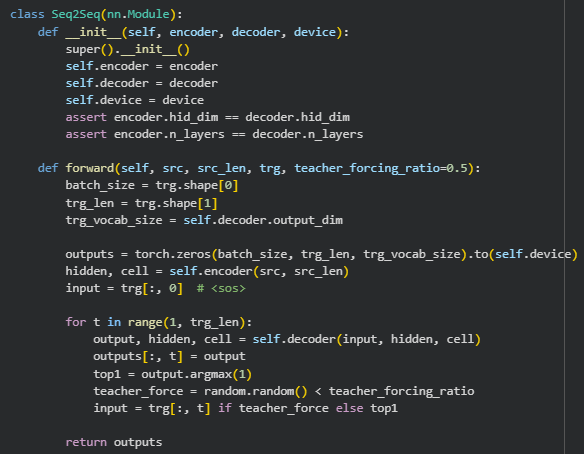 class Seq2Seq(nn.Module):
    def __init__(self, encoder, decoder, device):
        super().__init__()
        self.encoder = encoder
        self.decoder = decoder
        self.device = device
        assert encoder.hid_dim == decoder.hid_dim
        assert encoder.n_layers == decoder.n_layers

    def forward(self, src, src_len, trg, teacher_forcing_ratio=0.5):
        batch_size = trg.shape[0]
        trg_len = trg.shape[1]
        trg_vocab_size = self.decoder.output_dim

        outputs = torch.zeros(batch_size, trg_len, trg_vocab_size).to(self.device)
        hidden, cell = self.encoder(src, src_len)
        input = trg[:, 0]  # <sos>

        for t in range(1, trg_len):
            output, hidden, cell = self.decoder(input, hidden, cell)
            outputs[:, t] = output
            top1 = output.argmax(1)
            teacher_force = random.random() < teacher_forcing_ratio
            input = trg[:, t] if teacher_force else top1

        return outputs